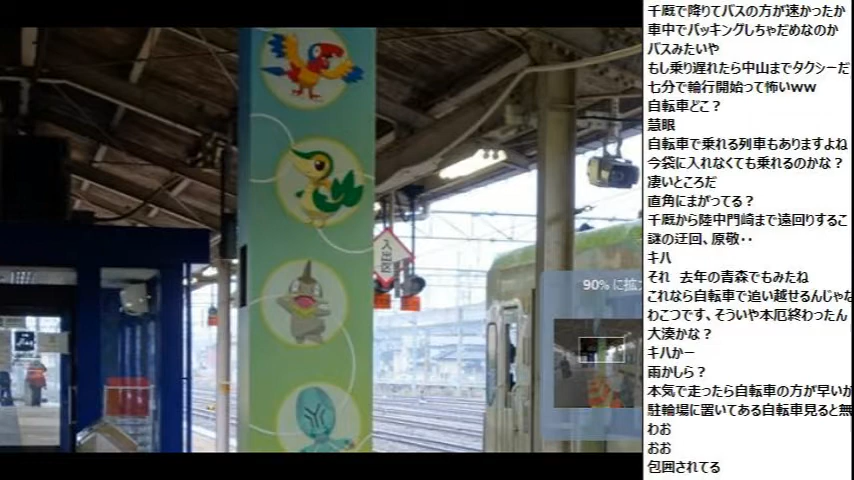 入出区
90% に拡
千厩で降りてバスの方が速かったか
車中でパッキングしちゃだめなのか
バスみたいや
もし乗り遅れたら中山までタクシーだ
七分で輪行開始って怖いww
自転車どこ？
慧眼
自転車で乗れる列車もありますよね
今袋に入れなくても乗れるのかな？
凄いところだ
直角にまがってる？
千厩から陸中門崎まで遠回りするこ
謎の迂回、原敬・・
キハ
それ　去年の青森でもみたね
これなら自転車で追い越せるんじゃな
わこつです、そういや本厄終わったん
大湊かな？
キハかー
雨かしら？
本気で走ったら自転車の方が早いか
駐輪場に置いてある自転車見ると無
わお
おお
包囲されてる